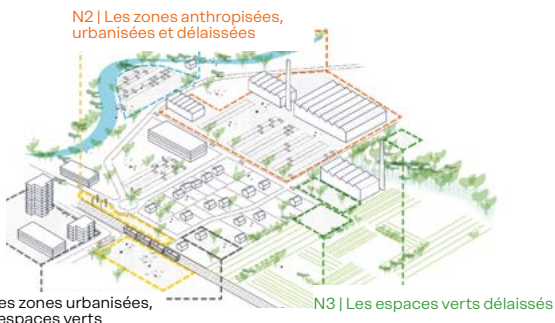 N2 | Les zones anthropisées,
urbanisées et délaissées
es zones urbanisées,
espaces verts
N3 | Les espaces verts délaissés